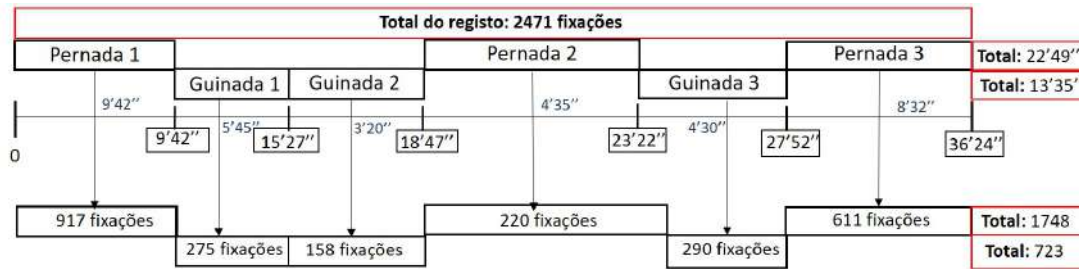 Total do registo: 2471 fixações
Pernada 1
Pernada 2
Pernada 3
Total: 22’49’’
Guinada 1
Guinada 2
Guinada 3
Total: 13’35’’
9’42’’
5’45’’
3’20’’
4’35’’
4’30’’
8’32’’
0
9’42’’
15’27’’
18’47’’
23’22’’
27’52’’
36’24’’
917 fixações
220 fixações
611 fixações
Total: 1748
275 fixações
158 fixações
290 fixações
Total: 723